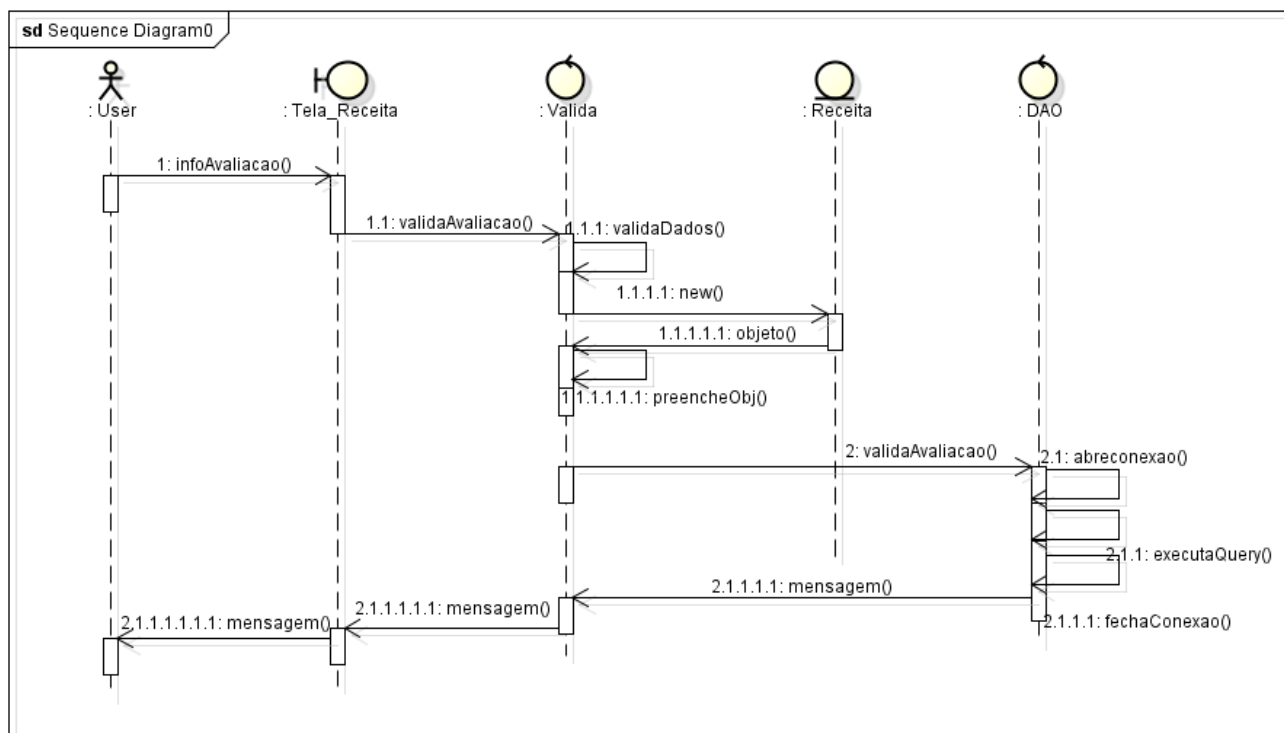 sd Sequence Diagram0
: User
: Tela_Receita
: Valida
: Receita
: DAO
1: infoAvaliacao()
1.1: validaAvaliacao()
1.1.1: validaDados()
1.1.1.1: new()
1.1.1.1.1: objeto()
1.1.1.1.1.1: preencheObj()
2: validaAvaliacao()
2.1: abreconexao()
2.1.1: executaQuery()
2.1.1.1.1: mensagem()
2.1.1.1.1.1: mensagem()
2.1.1.1.1.1.1: mensagem()
2.1.1.1: fechaConexao()